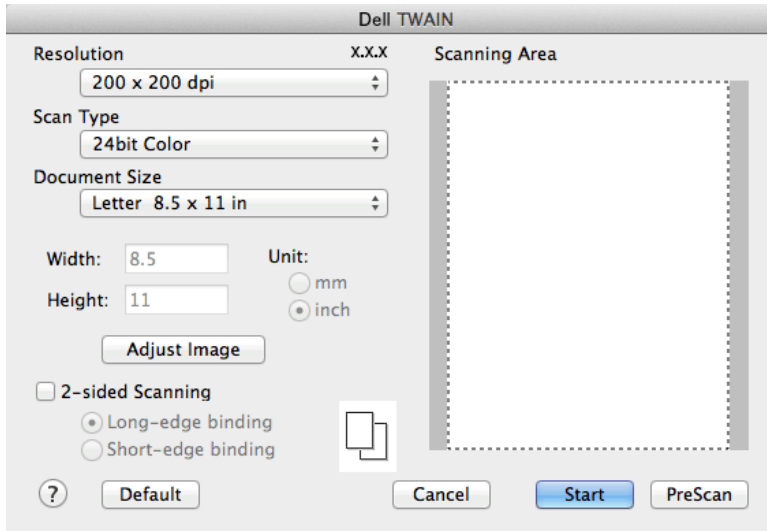 Dell TWAIN
Resolution
X.X.X
200 x 200 dpi
Scan Type
24bit Color
Document Size
Letter 8.5 x 11 in
Width: 8.5
Height: 11
Unit:
mm
inch
Adjust Image
2-sided Scanning
Long-edge binding
Short-edge binding
Scanning Area
? Default Cancel Start PreScan